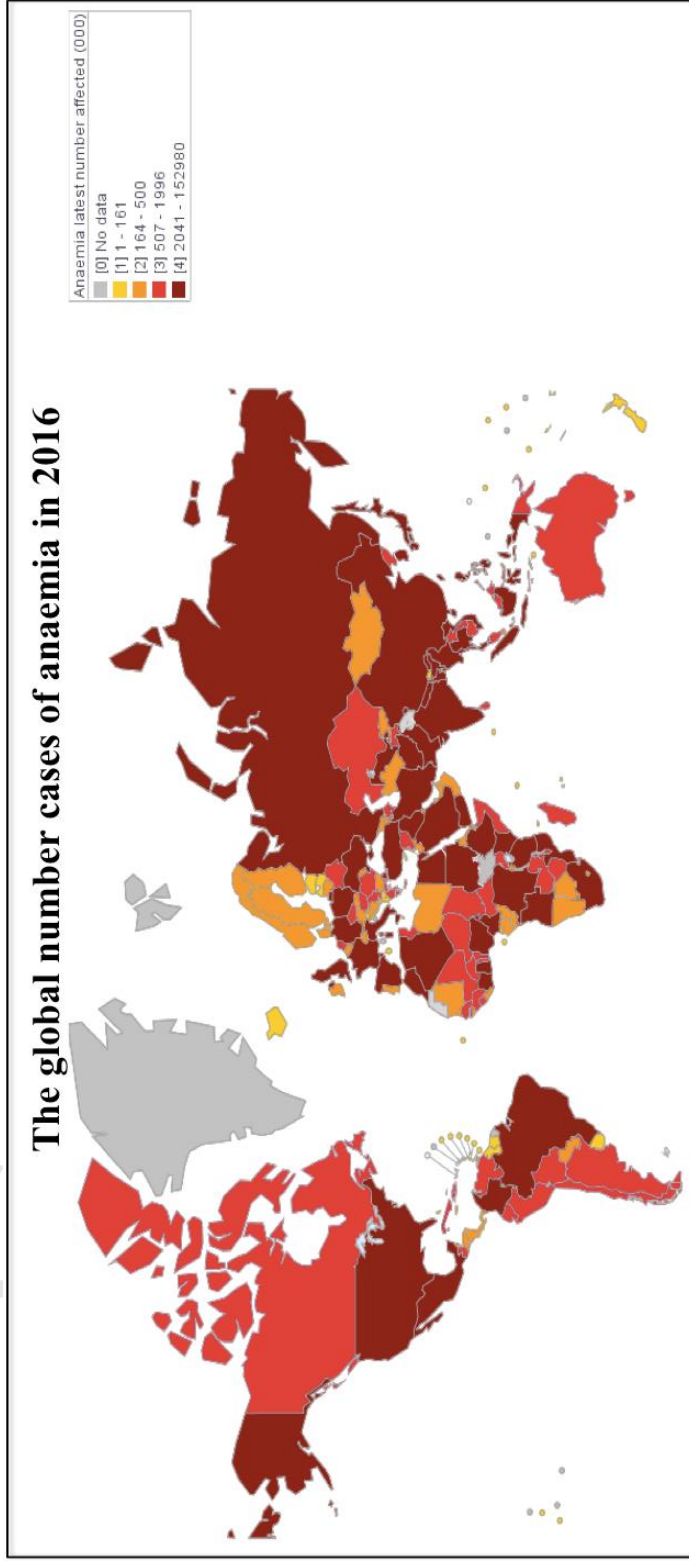 The global number cases of anaemia in 2016
Anaemia latest number affected (000)
[0] No data
[1] 1 - 161
[2] 164 - 500
[3] 507 - 1996
[4] 2041 - 152980